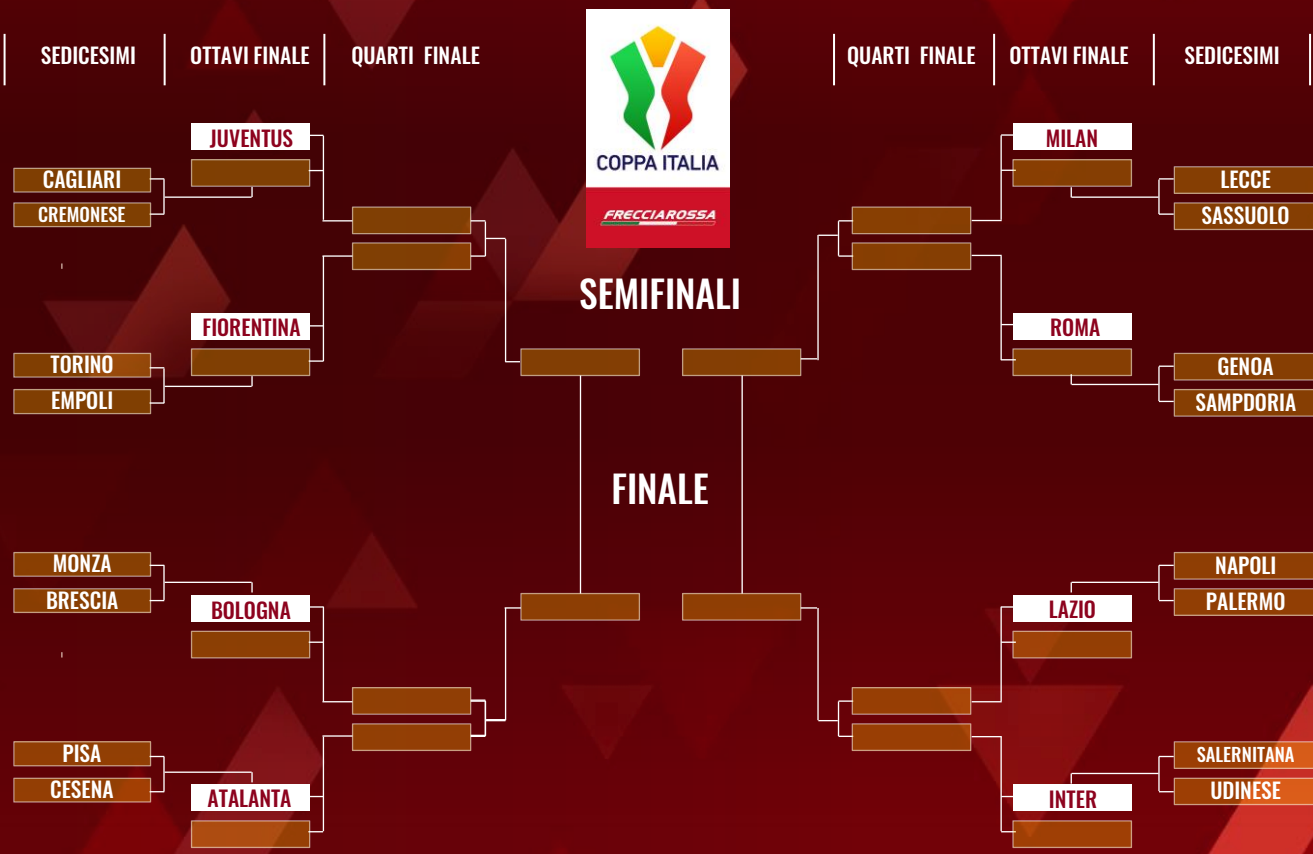 SEDICESIMI
OTTAVI FINALE
QUARTI FINALE
COPPA ITALIA
FRECCIAROSSA
QUARTI FINALE
OTTAVI FINALE
SEDICESIMI
JUVENTUS
CAGLIARI
CREMONESE
FIORENTINA
TORINO
EMPOLI
MONZA
BRESCIA
BOLOGNA
PISA
CESENA
ATALANTA
SEMIFINALI
FINALE
MILAN
LECCE
SASSUOLO
ROMA
GENOA
SAMPDORIA
NAPOLI
PALERMO
LAZIO
SALERNITANA
UDINESE
INTER